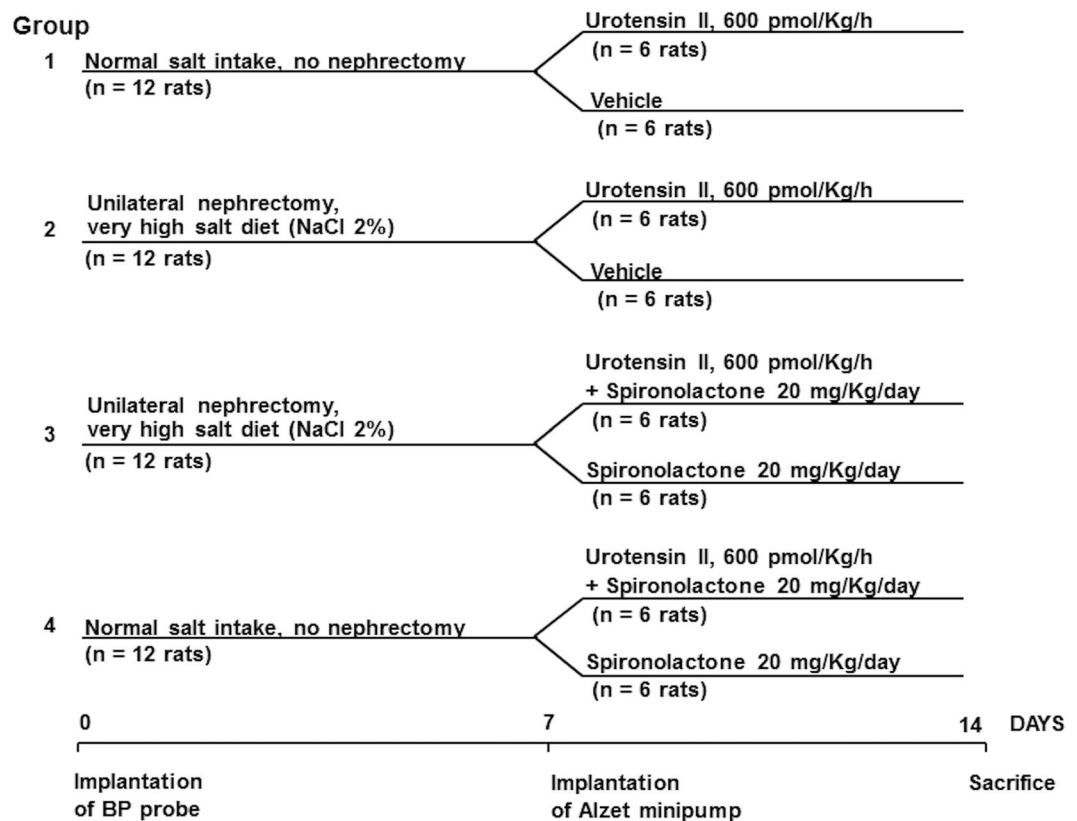 Group
1
Normal salt intake, no nephrectomy
(n = 12 rats)
Urotensin II, 600 pmol/Kg/h
(n = 6 rats)
Vehicle
(n = 6 rats)
2
Unilateral nephrectomy,
very high salt diet (NaCl 2%)
(n = 12 rats)
Urotensin II, 600 pmol/Kg/h
(n = 6 rats)
Vehicle
(n = 6 rats)
3
Unilateral nephrectomy,
very high salt diet (NaCl 2%)
(n = 12 rats)
Urotensin II, 600 pmol/Kg/h
+ Spironolactone 20 mg/Kg/day
(n = 6 rats)
Spironolactone 20 mg/Kg/day
(n = 6 rats)
4
Normal salt intake, no nephrectomy
(n = 12 rats)
Urotensin II, 600 pmol/Kg/h
+ Spironolactone 20 mg/Kg/day
(n = 6 rats)
Spironolactone 20 mg/Kg/day
(n = 6 rats)
0 7 14 DAYS
Implantation
of BP probe
Implantation
of Alzet minipump
Sacrifice